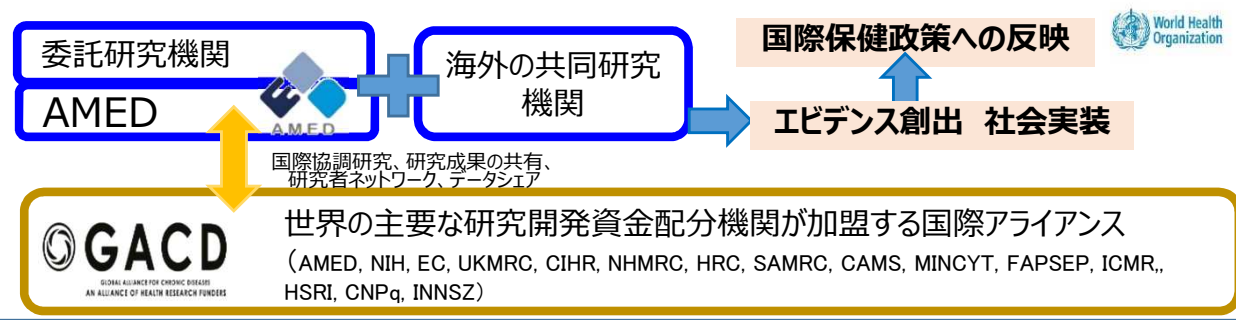 委託研究機関
AMED
A.M.E.D
海外の共同研究
機関
国際保健政策への反映
World Health
Organization
エビデンス創出 社会実装
国際協調研究、研究成果の共有、
研究者ネットワーク、データシェア
GACD
GLOBAL ALLIANCE FOR CHRONIC DISEASES
AN ALLIANCE OF HEALTH RESEARCH FUNDERS
世界の主要な研究開発資金配分機関が加盟する国際アライアンス
（AMED, NIH, EC, UKMRC, CIHR, NHMRC, HRC, SAMRC, CAMS, MINCYT, FAPSEP, ICMR,,
HSRI, CNPq, INNSZ）